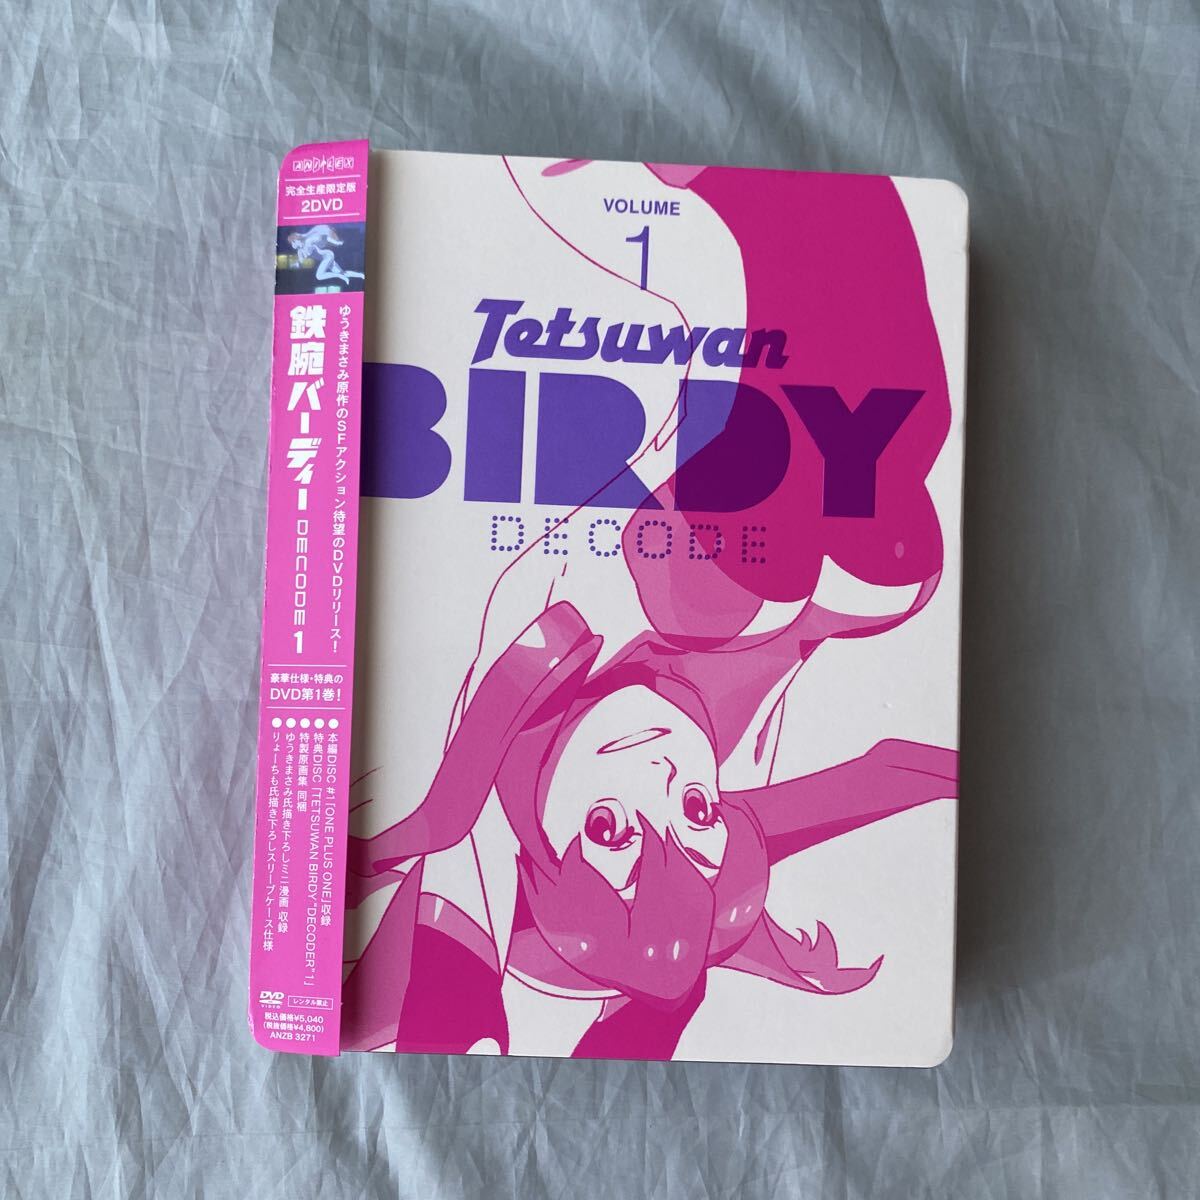 ANIPLEX
完全生産限定版
2DVD
ゆうきまさみ原作のSFアクション待望のDVDリリース!
鉄腕バーディー DECODE 1
豪華仕様・特典の
DVD第1巻!
●本編DISC #1「ONE PLUS ONE」収録
●特典DISC「TETSUWAN BIRDY "DECODER" 1」
●特製原画集 同梱
●ゆうきまさみ氏描き下ろしミニ漫画 収録
●りょーちも氏描き下ろしスリーブケース仕様
DVD
VIDEO
レンタル禁止
税込価格¥5,040
(税抜価格¥4,800)
ANZB 3271
VOLUME
1
Tetsuwan
BIRDY
DECODE